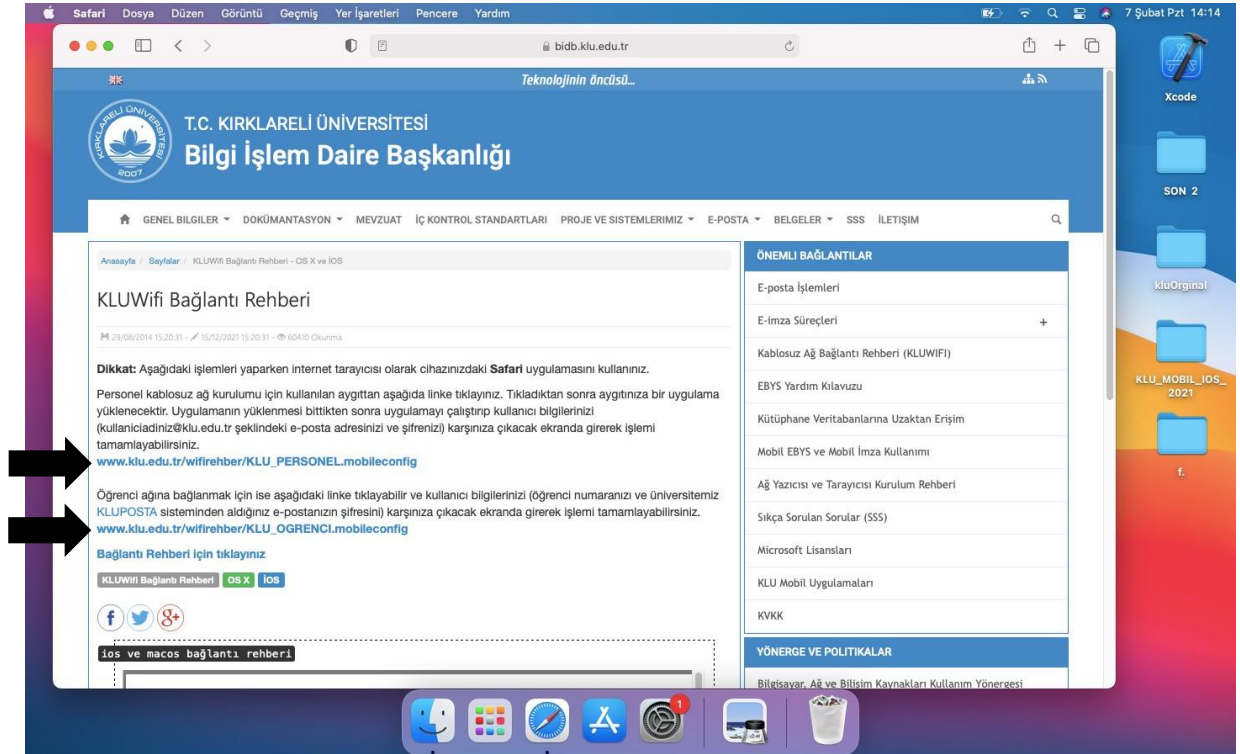 Safari Dosya Düzen Görüntü Geçmiş Yer İşaretleri Pencere Yardım 7 Şubat Pzt 14:14
bidb.klu.edu.tr
Teknolojinin öncüsü...
KIRKLARELİ ÜNİVERSİTESİ
2007
T.C. KIRKLARELİ ÜNİVERSİTESİ
Bilgi İşlem Daire Başkanlığı
GENEL BILGILER DOKÜMANTASYON MEVZUAT İÇ KONTROL STANDARTLARI PROJE VE SISTEMLERIMIZ E-POSTA BELGELER SSS İLETIŞIM
Anasayfa / Sayfalar / KLUWifi Bağlantı Rehberi - OS X ve İOS
KLUWifi Bağlantı Rehberi
29/08/2014 15:20:31 - 15/12/2021 15:20:31 - 60410 Okunma
Dikkat: Aşağıdaki işlemleri yaparken internet tarayıcısı olarak cihazınızdaki Safari uygulamasını kullanınız.
Personel kablosuz ağ kurulumu için kullanılan aygıttan aşağıda linke tıklayınız. Tıkladıktan sonra aygıtınıza bir uygulama
yüklenecektir. Uygulamanın yüklenmesi bittikten sonra uygulamayı çalıştırıp kullanıcı bilgilerinizi
(kullaniciadiniz@klu.edu.tr şeklindeki e-posta adresinizi ve şifrenizi) karşınıza çıkacak ekranda girerek işlemi
tamamlayabilirsiniz.
www.klu.edu.tr/wifirehber/KLU_PERSONEL.mobileconfig
Öğrenci ağına bağlanmak için ise aşağıdaki linke tıklayabilir ve kullanıcı bilgilerinizi (öğrenci numaranızı ve üniversitemiz
KLUPOSTA sisteminden aldığınız e-postanızın şifresini) karşınıza çıkacak ekranda girerek işlemi tamamlayabilirsiniz.
www.klu.edu.tr/wifirehber/KLU_OGRENCI.mobileconfig
Bağlantı Rehberi için tıklayınız
KLUWifi Bağlantı Rehberi OS X İOS
ios ve macos bağlantı rehberi
ÖNEMLI BAĞLANTILAR
E-posta İşlemleri
E-imza Süreçleri +
Kablosuz Ağ Bağlantı Rehberi (KLUWIFI)
EBYS Yardım Kılavuzu
Kütüphane Veritabanlarına Uzaktan Erişim
Mobil EBYS ve Mobil İmza Kullanımı
Ağ Yazıcısı ve Tarayıcısı Kurulum Rehberi
Sıkça Sorulan Sorular (SSS)
Microsoft Lisansları
KLU Mobil Uygulamaları
KVKK
YÖNERGE VE POLITIKALAR
Bilgisayar, Ağ ve Bilişim Kaynakları Kullanım Yönergesi
Xcode
SON 2
kluOrginal
KLU_MOBIL_IOS_
2021
f.
1